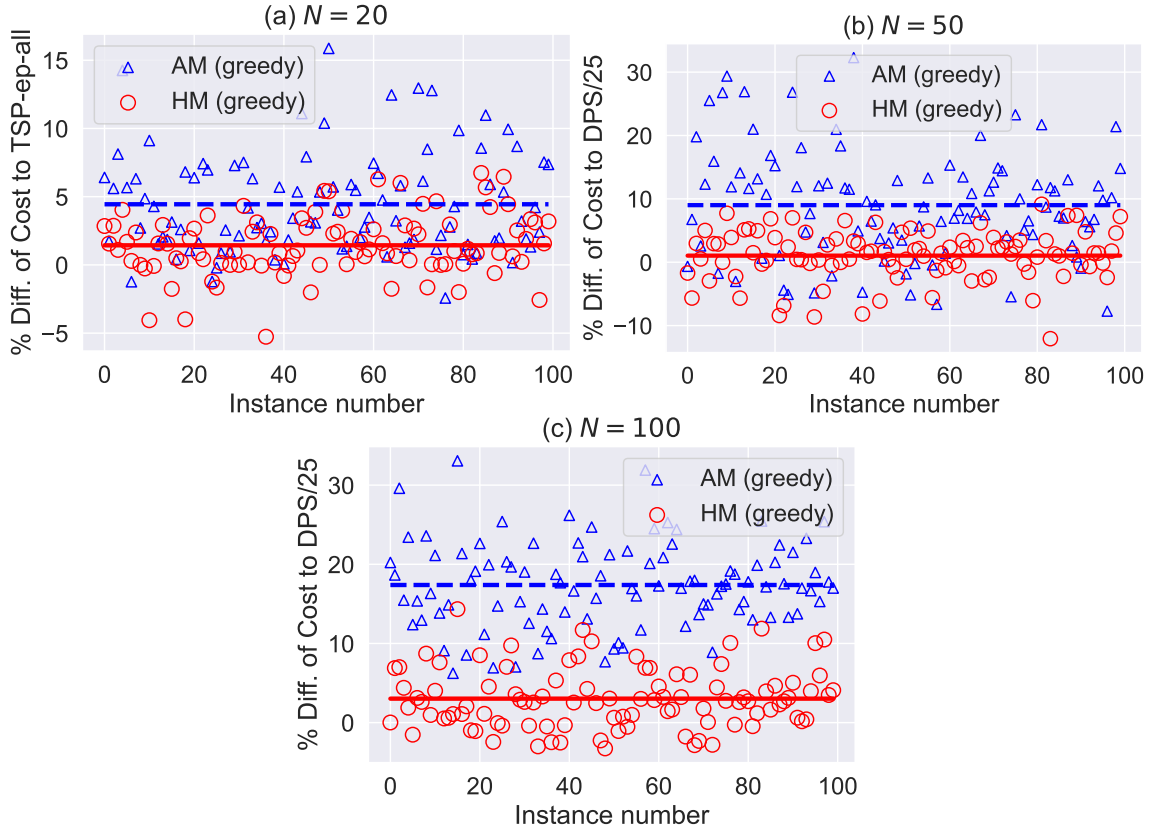 (a) N = 20
% Diff. of Cost to TSP-ep-all
15
10
5
0
−5
AM (greedy)
HM (greedy)
0 20 40 60 80 100
Instance number
(b) N = 50
% Diff. of Cost to DPS/25
30
20
10
0
−10
AM (greedy)
HM (greedy)
0 20 40 60 80 100
Instance number
(c) N = 100
% Diff. of Cost to DPS/25
30
20
10
0
AM (greedy)
HM (greedy)
0 20 40 60 80 100
Instance number